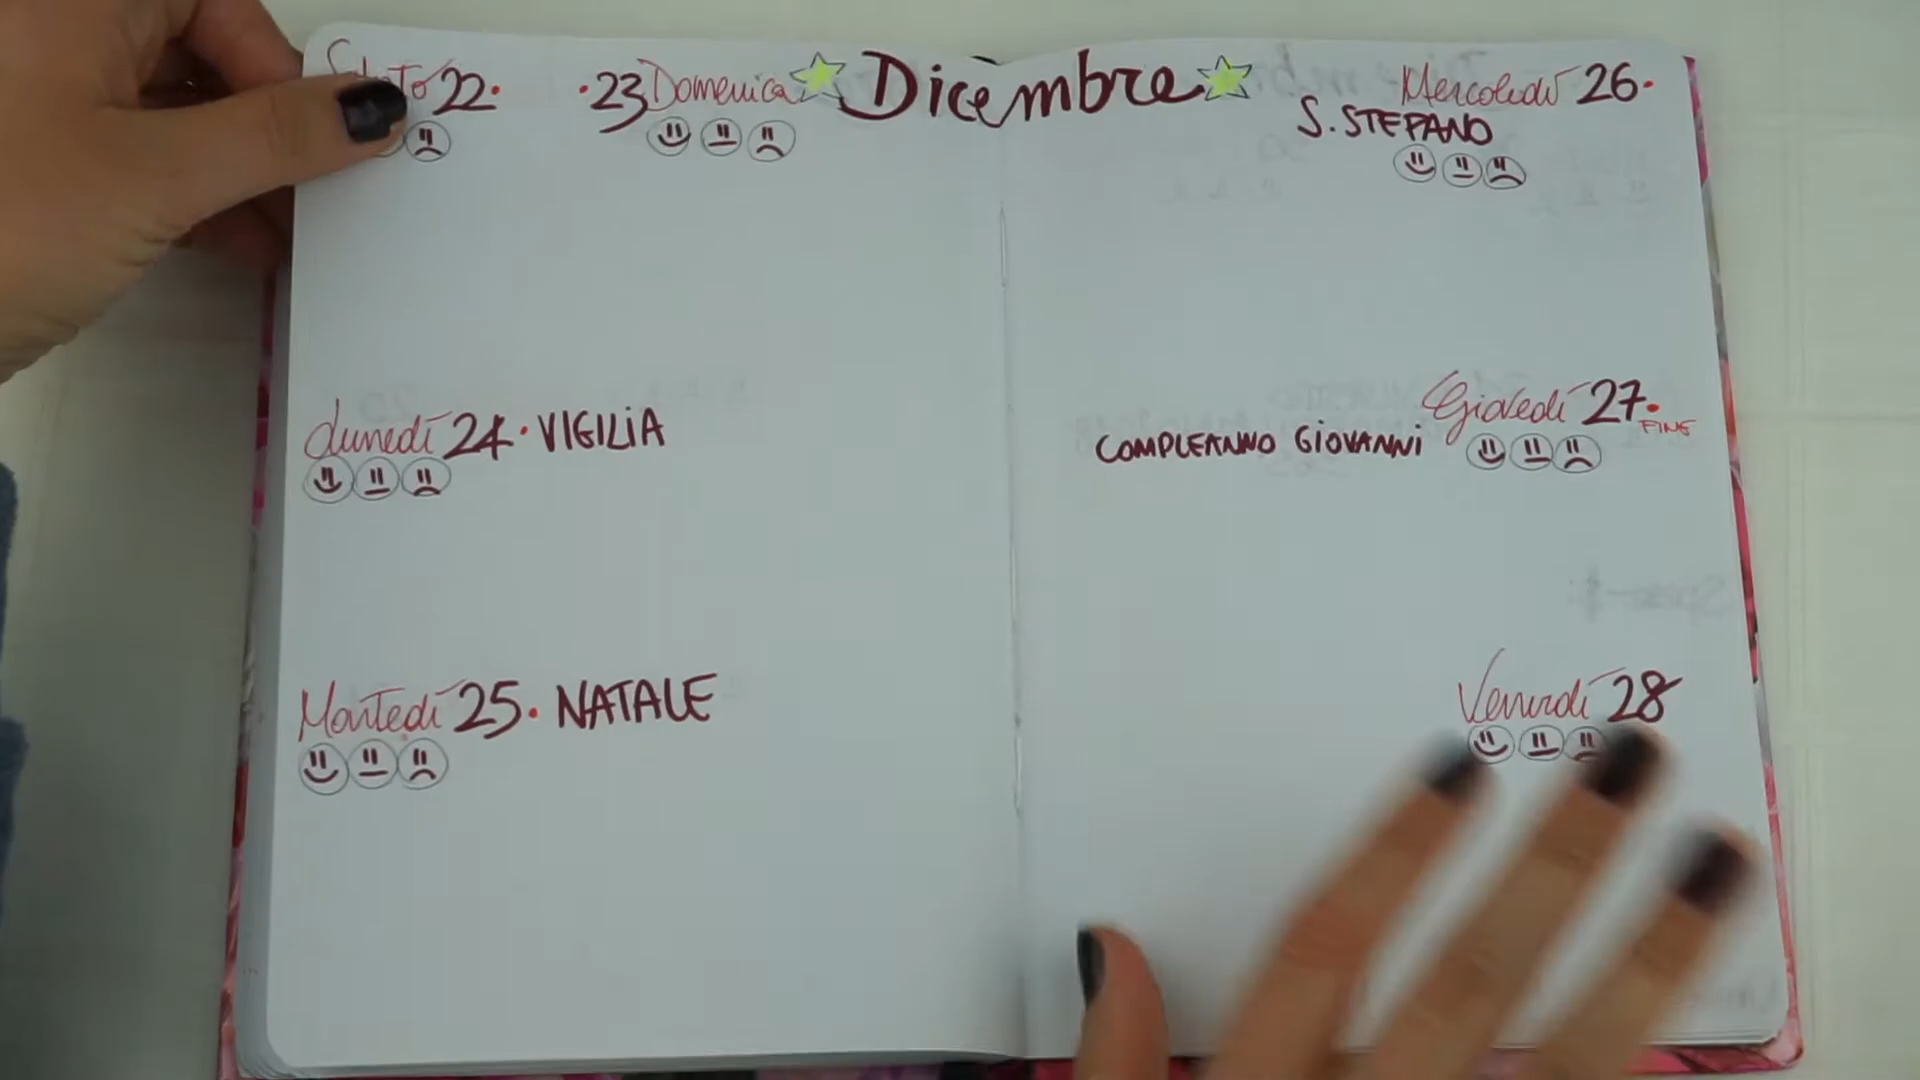 22.
.23 Domenica
Dicembre
Lunedì 24. VIGILIA
Martedì 25. NATALE
Mercoledì 26.
S. STEFANO
Giovedì 27.
FINE
COMPLEANNO GIOVANNI
Venerdì 28